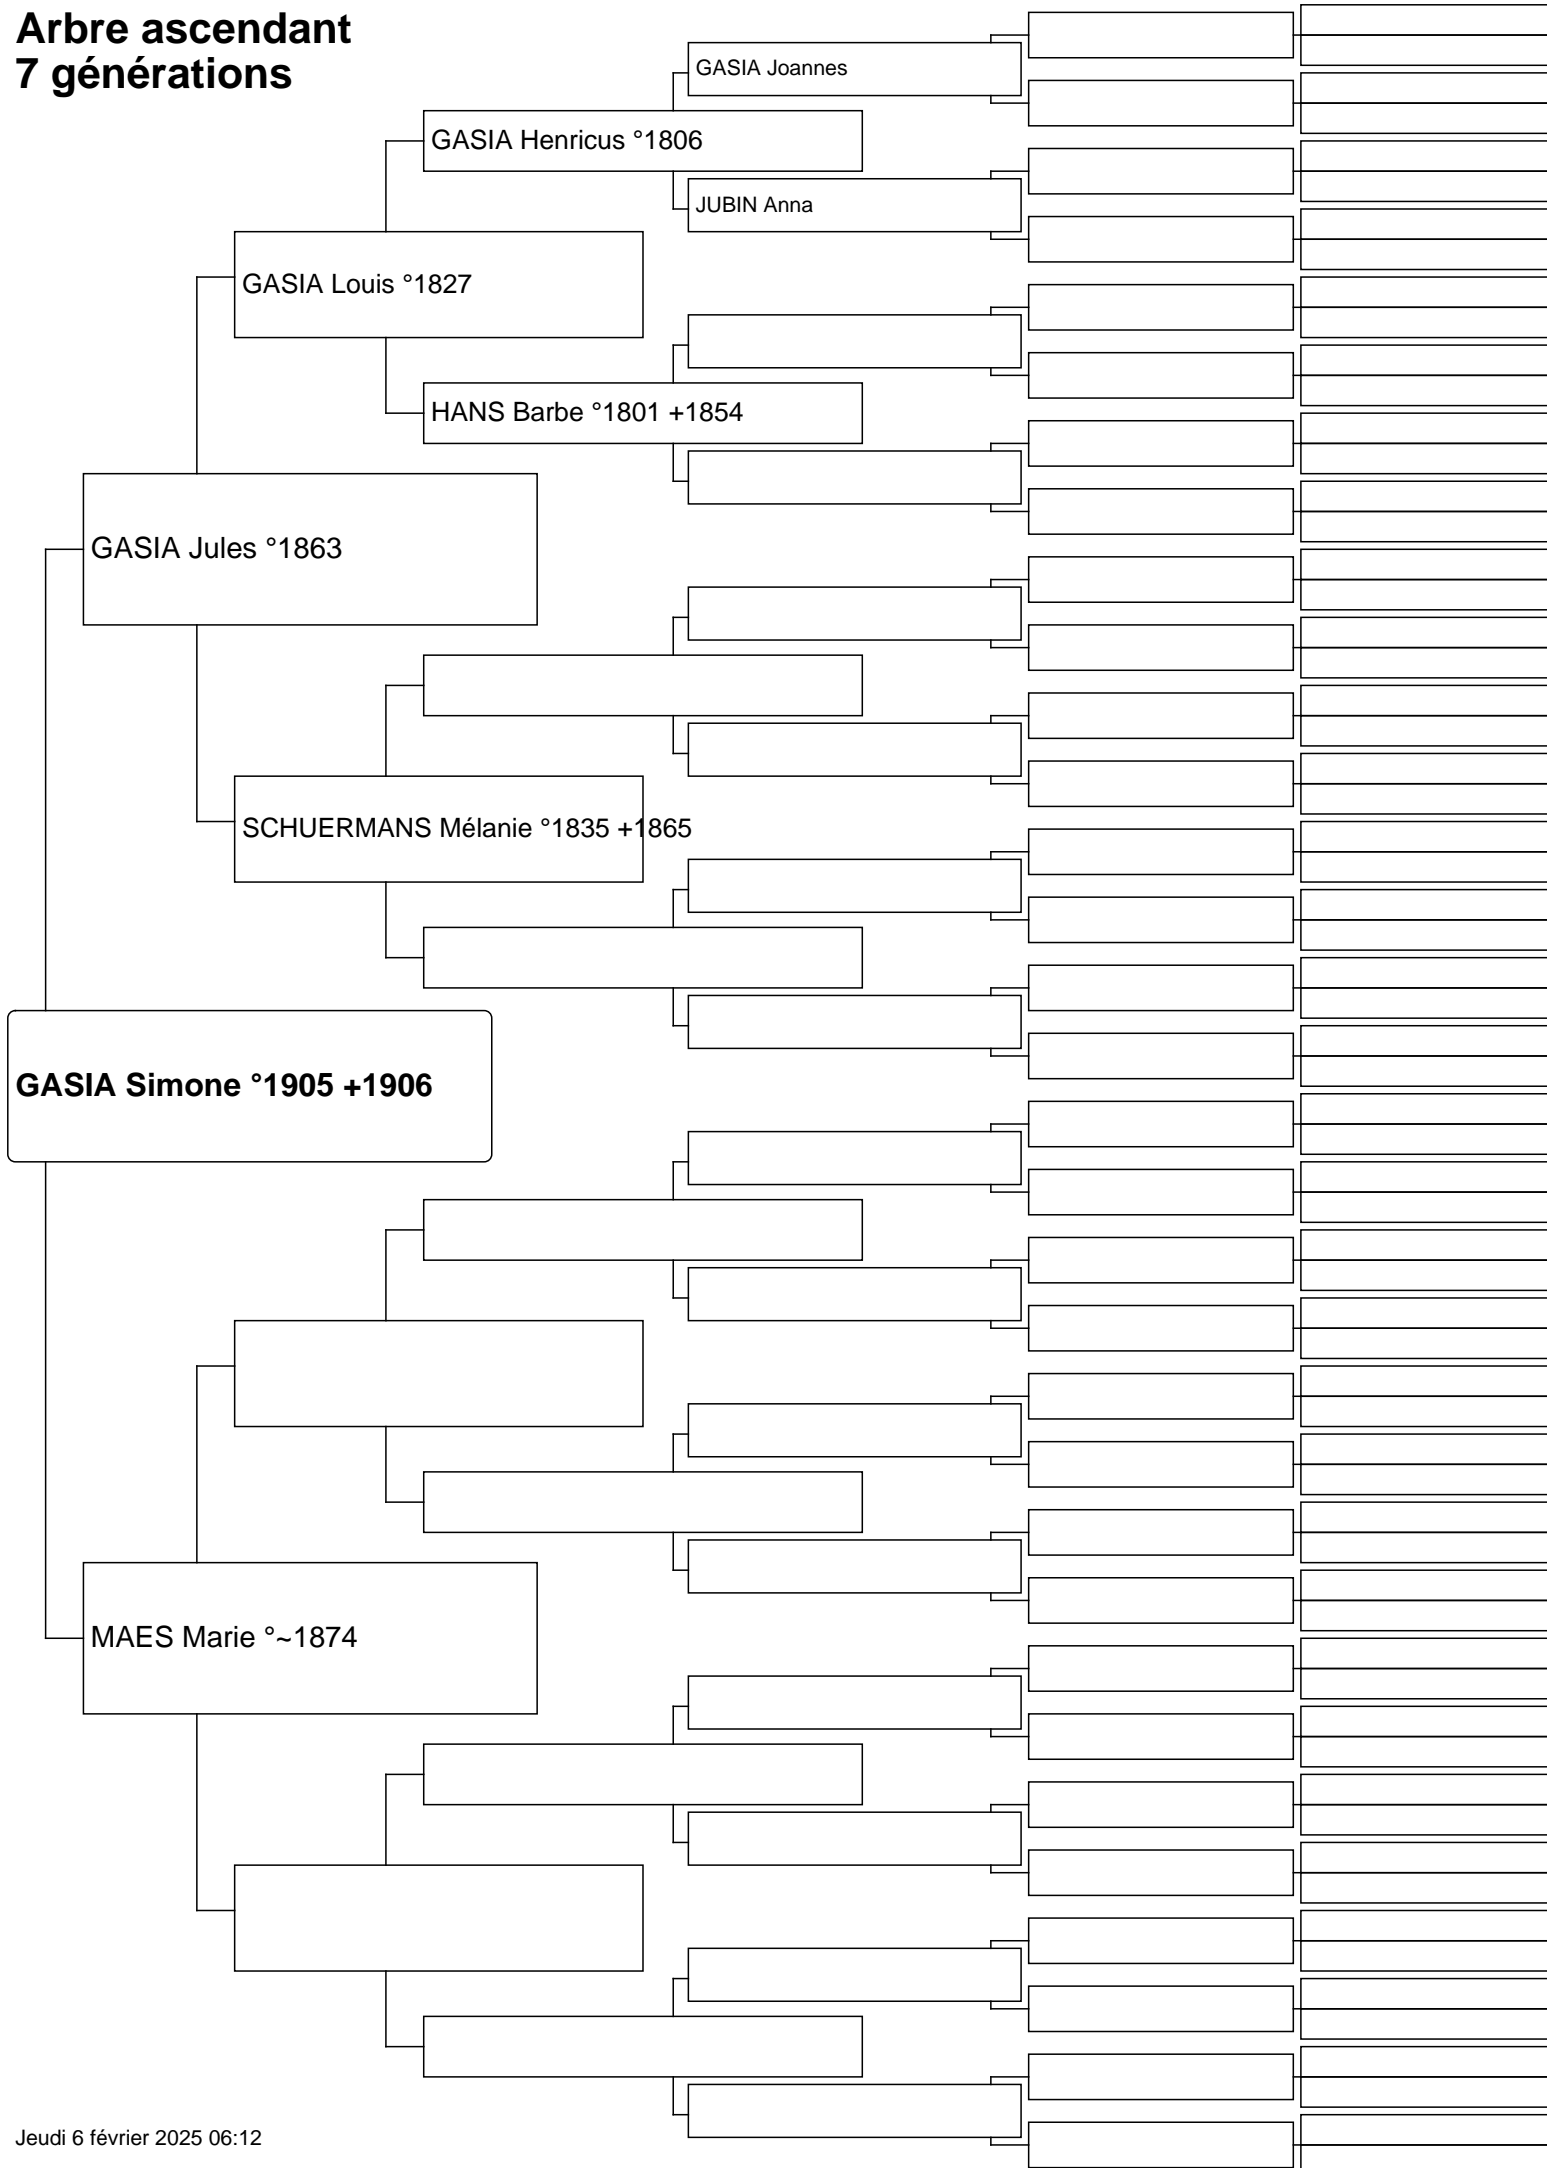 Arbre ascendant
7 générations
GASIA Joannes
GASIA Henricus °1806
JUBIN Anna
GASIA Louis °1827
HANS Barbe °1801 +1854
GASIA Jules °1863
SCHUERMANS Mélanie °1835 +1865
GASIA Simone °1905 +1906
MAES Marie °~1874
Jeudi 6 février 2025 06:12